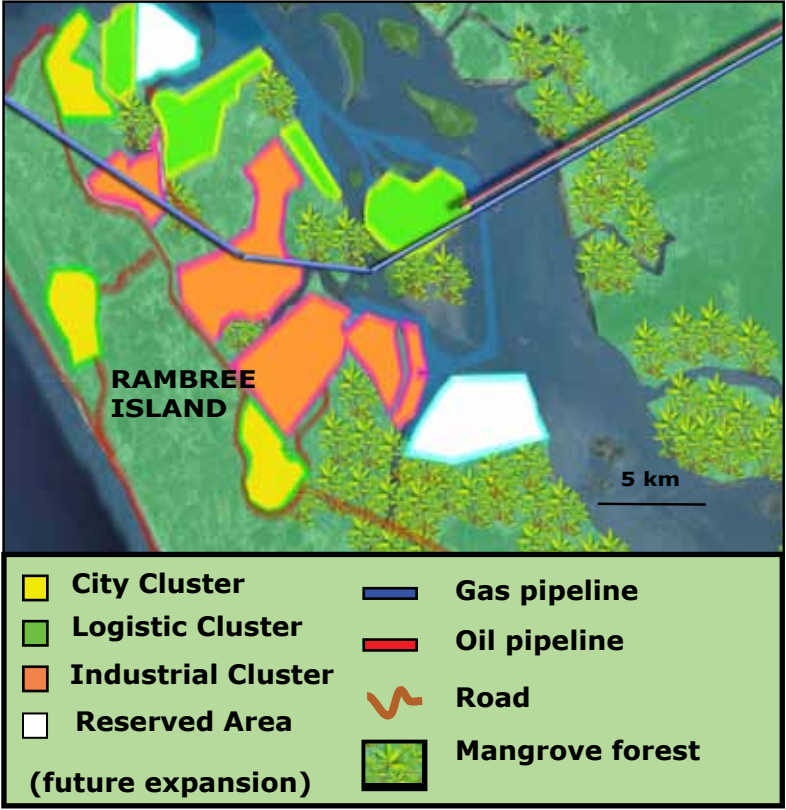 RAMBREE
ISLAND
5 km
City Cluster
Logistic Cluster
Industrial Cluster
Reserved Area
(future expansion)
Gas pipeline
Oil pipeline
Road
Mangrove forest